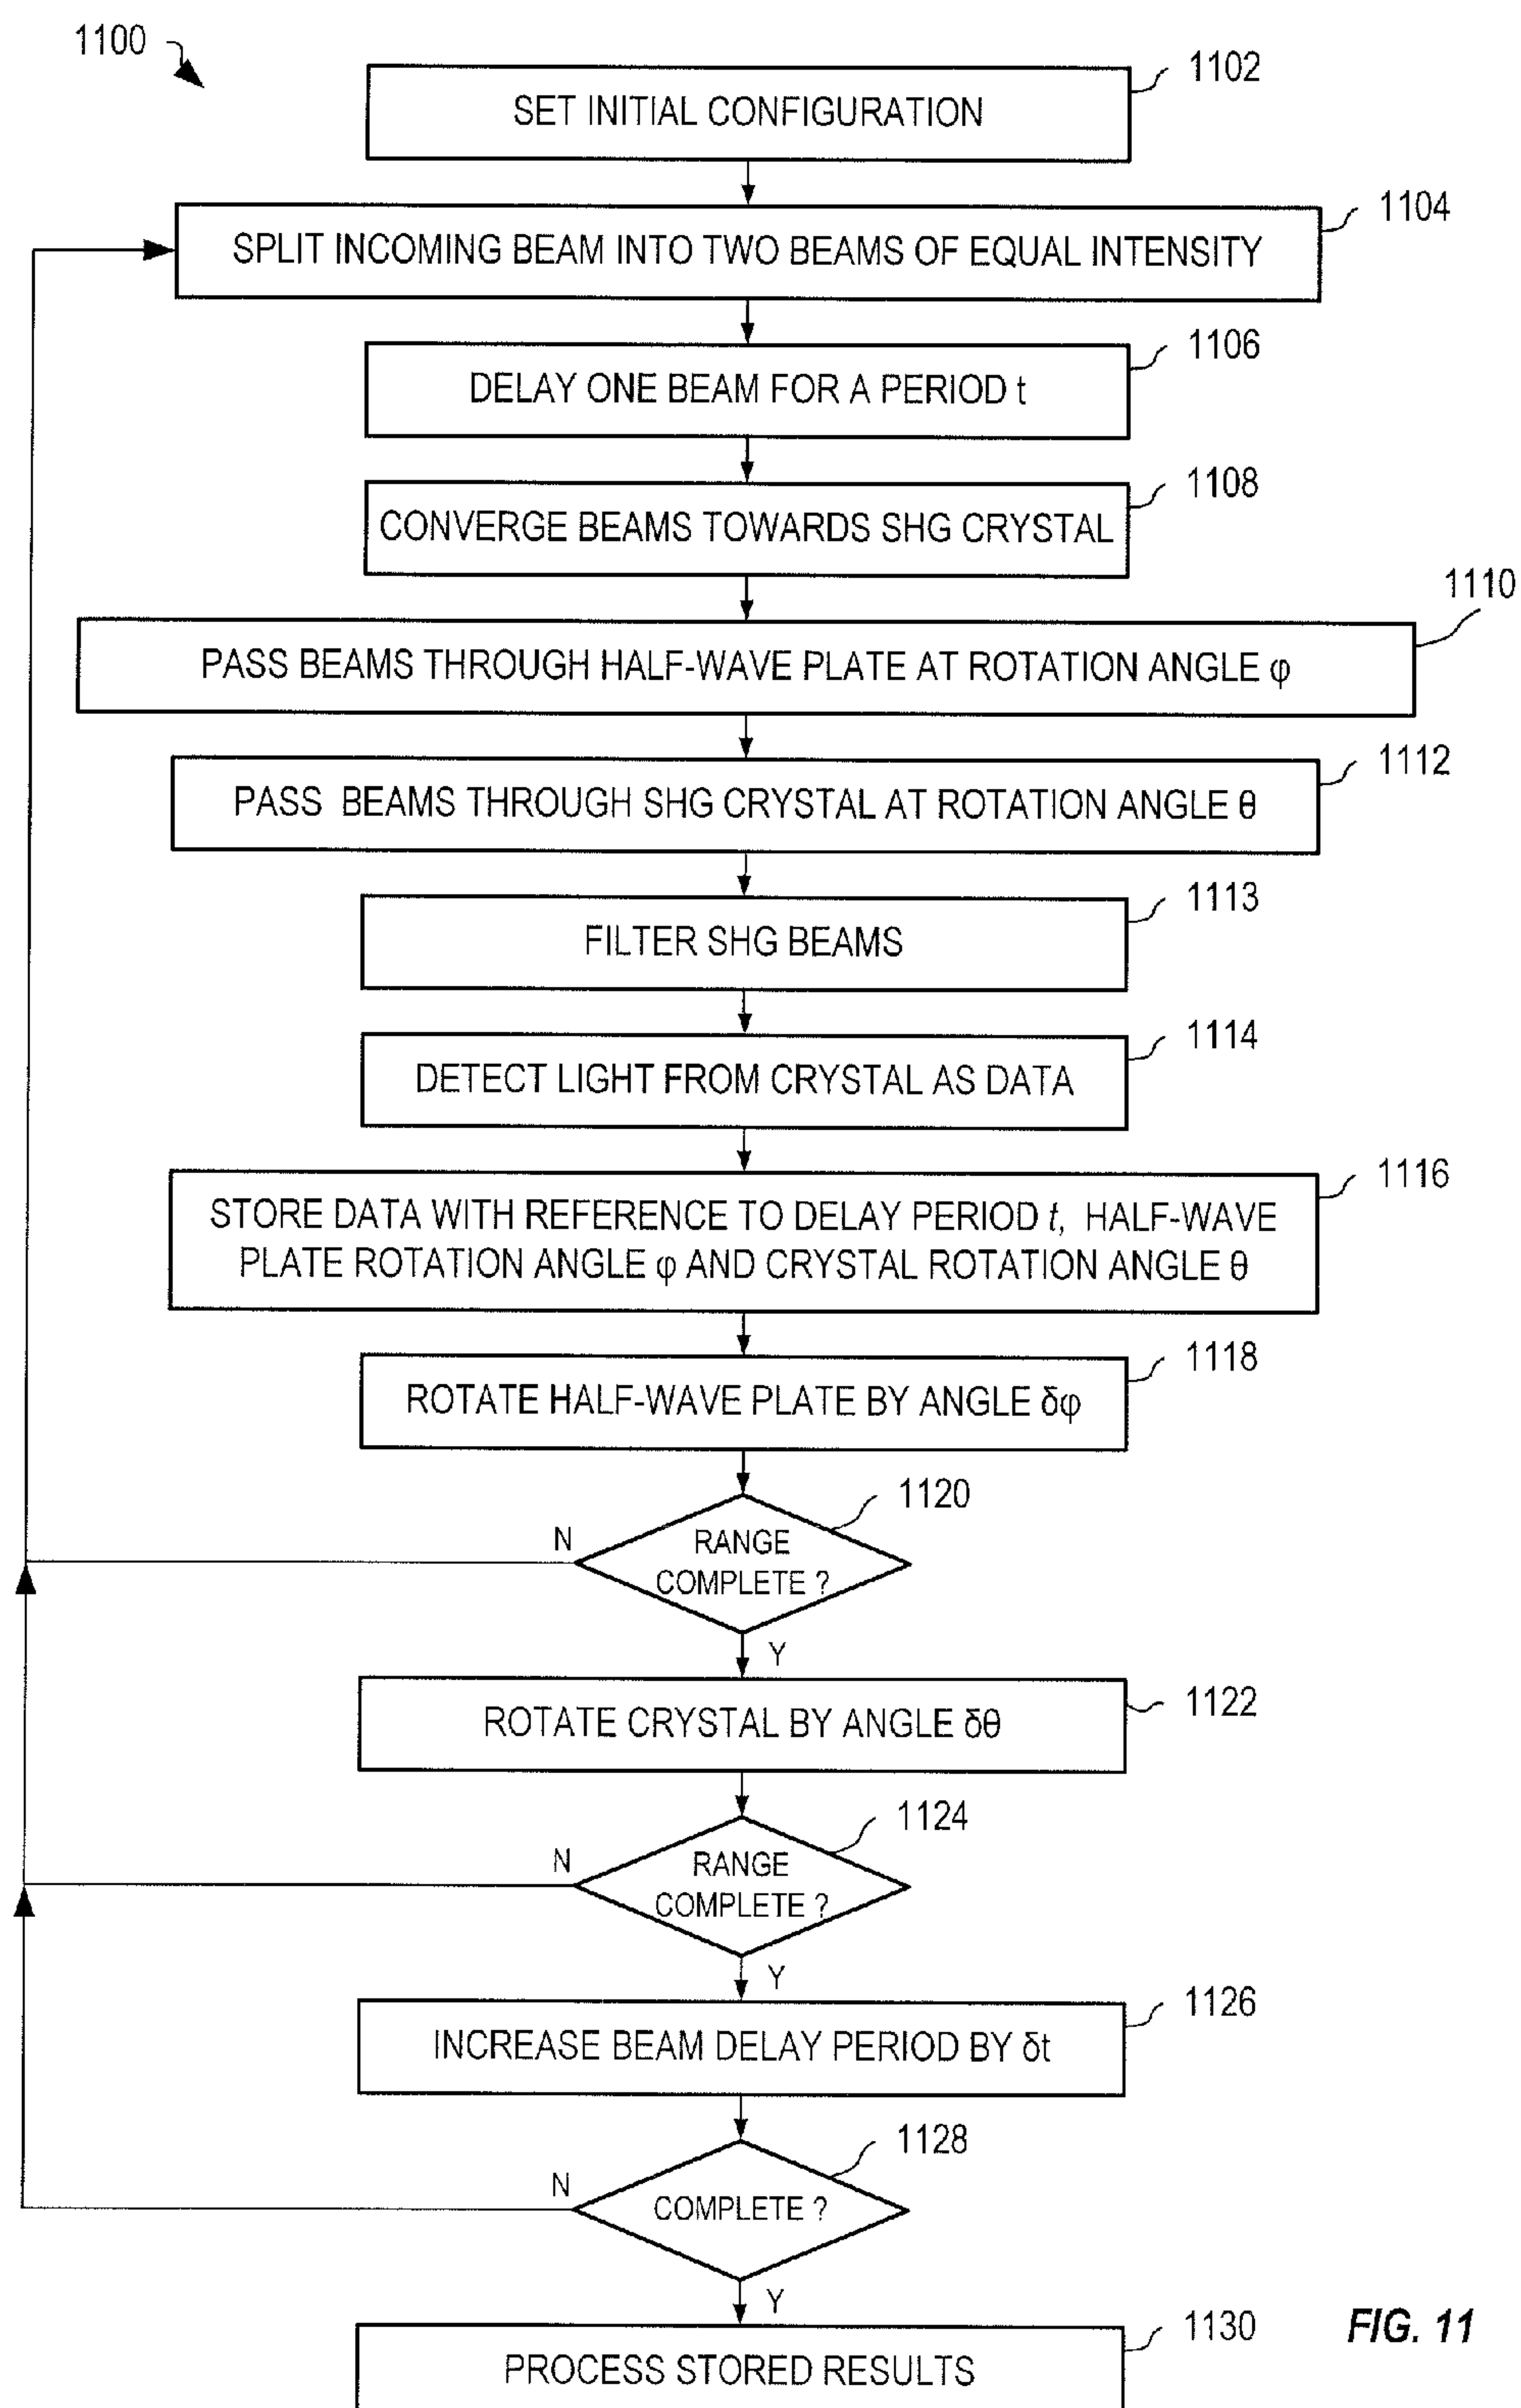 1100
1102
SET INITIAL CONFIGURATION
1104
SPLIT INCOMING BEAM INTO TWO BEAMS OF EQUAL INTENSITY
1106
DELAY ONE BEAM FOR A PERIOD t
1108
CONVERGE BEAMS TOWARDS SHG CRYSTAL
1110
PASS BEAMS THROUGH HALF-WAVE PLATE AT ROTATION ANGLE φ
1112
PASS BEAMS THROUGH SHG CRYSTAL AT ROTATION ANGLE θ
1113
FILTER SHG BEAMS
1114
DETECT LIGHT FROM CRYSTAL AS DATA
1116
STORE DATA WITH REFERENCE TO DELAY PERIOD t, HALF-WAVE
PLATE ROTATION ANGLE φ AND CRYSTAL ROTATION ANGLE θ
1118
ROTATE HALF-WAVE PLATE BY ANGLE δφ
1120
N
RANGE
COMPLETE ?
Y
1122
ROTATE CRYSTAL BY ANGLE δθ
1124
N
RANGE
COMPLETE ?
Y
1126
INCREASE BEAM DELAY PERIOD BY δt
1128
N
COMPLETE ?
Y
1130
PROCESS STORED RESULTS
FIG. 11